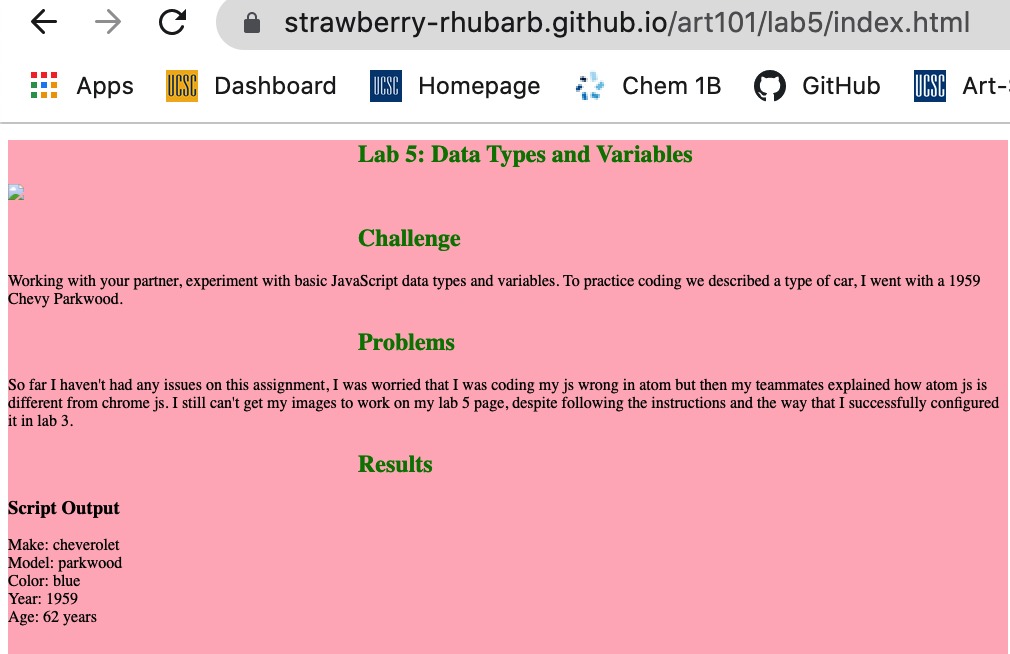 strawberry-rhubarb.github.io/art101/lab5/index.html
Apps UCSC Dashboard UCSC Homepage Chem 1B GitHub UCSC Art-
Lab 5: Data Types and Variables
Challenge
Working with your partner, experiment with basic JavaScript data types and variables. To practice coding we described a type of car, I went with a 1959
Chevy Parkwood.
Problems
So far I haven't had any issues on this assignment, I was worried that I was coding my js wrong in atom but then my teammates explained how atom js is
different from chrome js. I still can't get my images to work on my lab 5 page, despite following the instructions and the way that I successfully configured
it in lab 3.
Results
Script Output
Make: cheverolet
Model: parkwood
Color: blue
Year: 1959
Age: 62 years